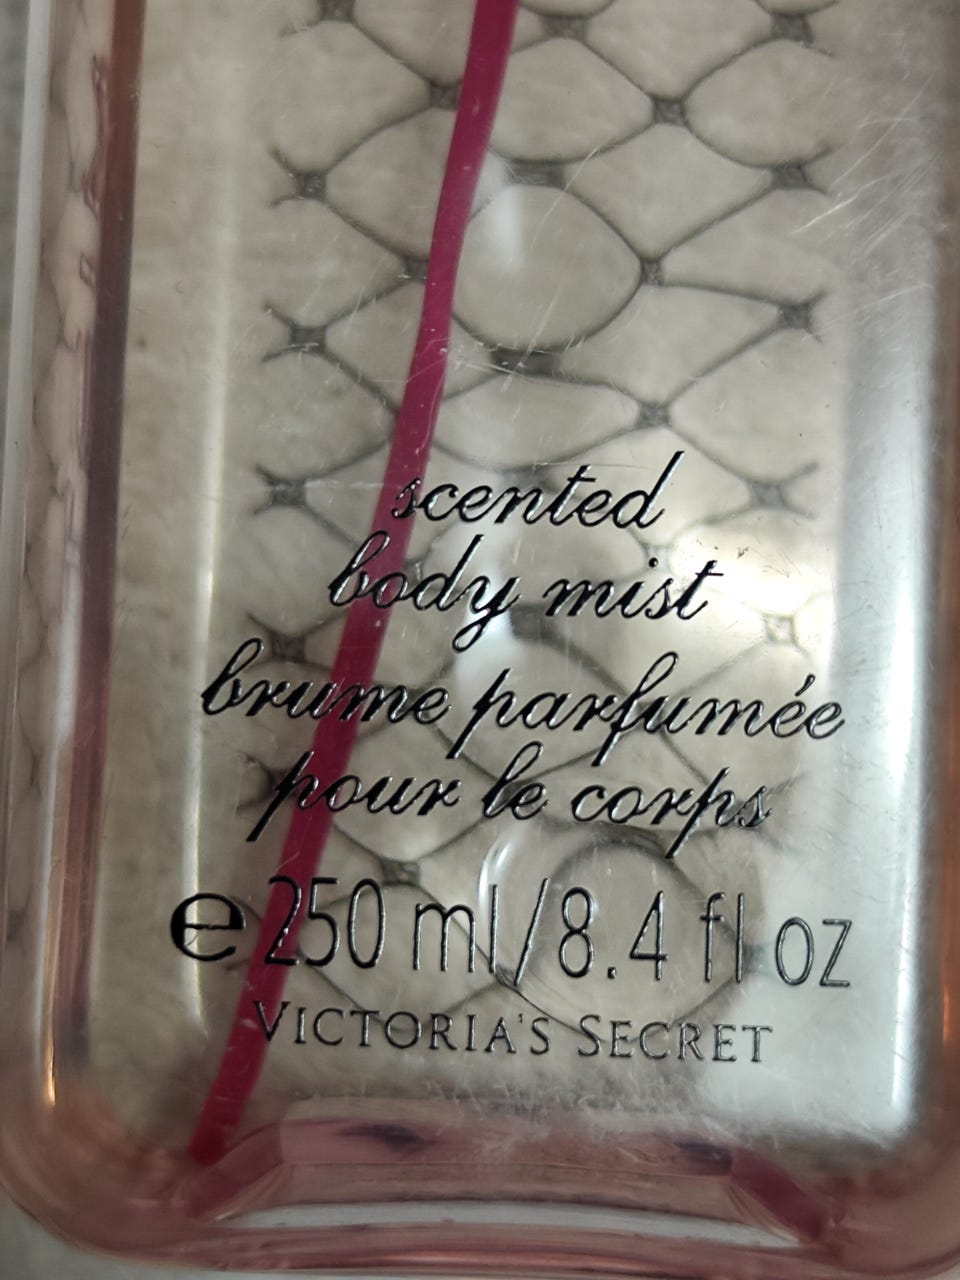 scented
body mist
brume parfumée
pour le corps
℮ 250 ml/8.4 fl oz
VICTORIA'S SECRET